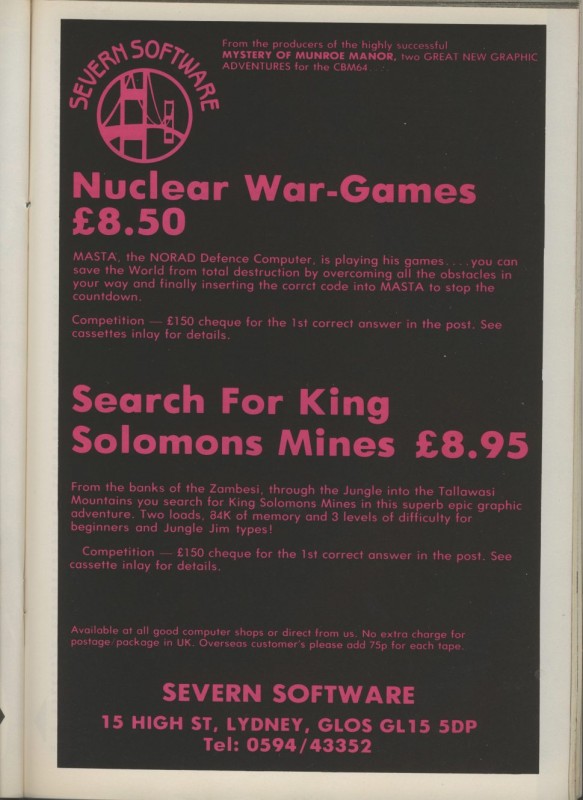 SEVERN SOFTWARE
From the producers of the highly successful
MYSTERY OF MUNROE MANOR, two GREAT NEW GRAPHIC
ADVENTURES for the CBM64 ...
Nuclear War-Games
£8.50
MASTA, the NORAD Defence Computer, is playing his games....you can
save the World from total destruction by overcoming all the obstacles in
your way and finally inserting the corrct code into MASTA to stop the
countdown.
Competition — £150 cheque for the 1st correct answer in the post. See
cassettes inlay for details.
Search For King
Solomons Mines £8.95
From the banks of the Zambesi, through the Jungle into the Tallawasi
Mountains you search for King Solomons Mines in this superb epic graphic
adventure. Two loads, 84K of memory and 3 levels of difficulty for
beginners and Jungle Jim types!
Competition — £150 cheque for the 1st correct answer in the post. See
cassette inlay for details.
Available at all good computer shops or direct from us. No extra charge for
postage/package in UK. Overseas customer's please add 75p for each tape.
SEVERN SOFTWARE
15 HIGH ST, LYDNEY, GLOS GL15 5DP
Tel: 0594/43352